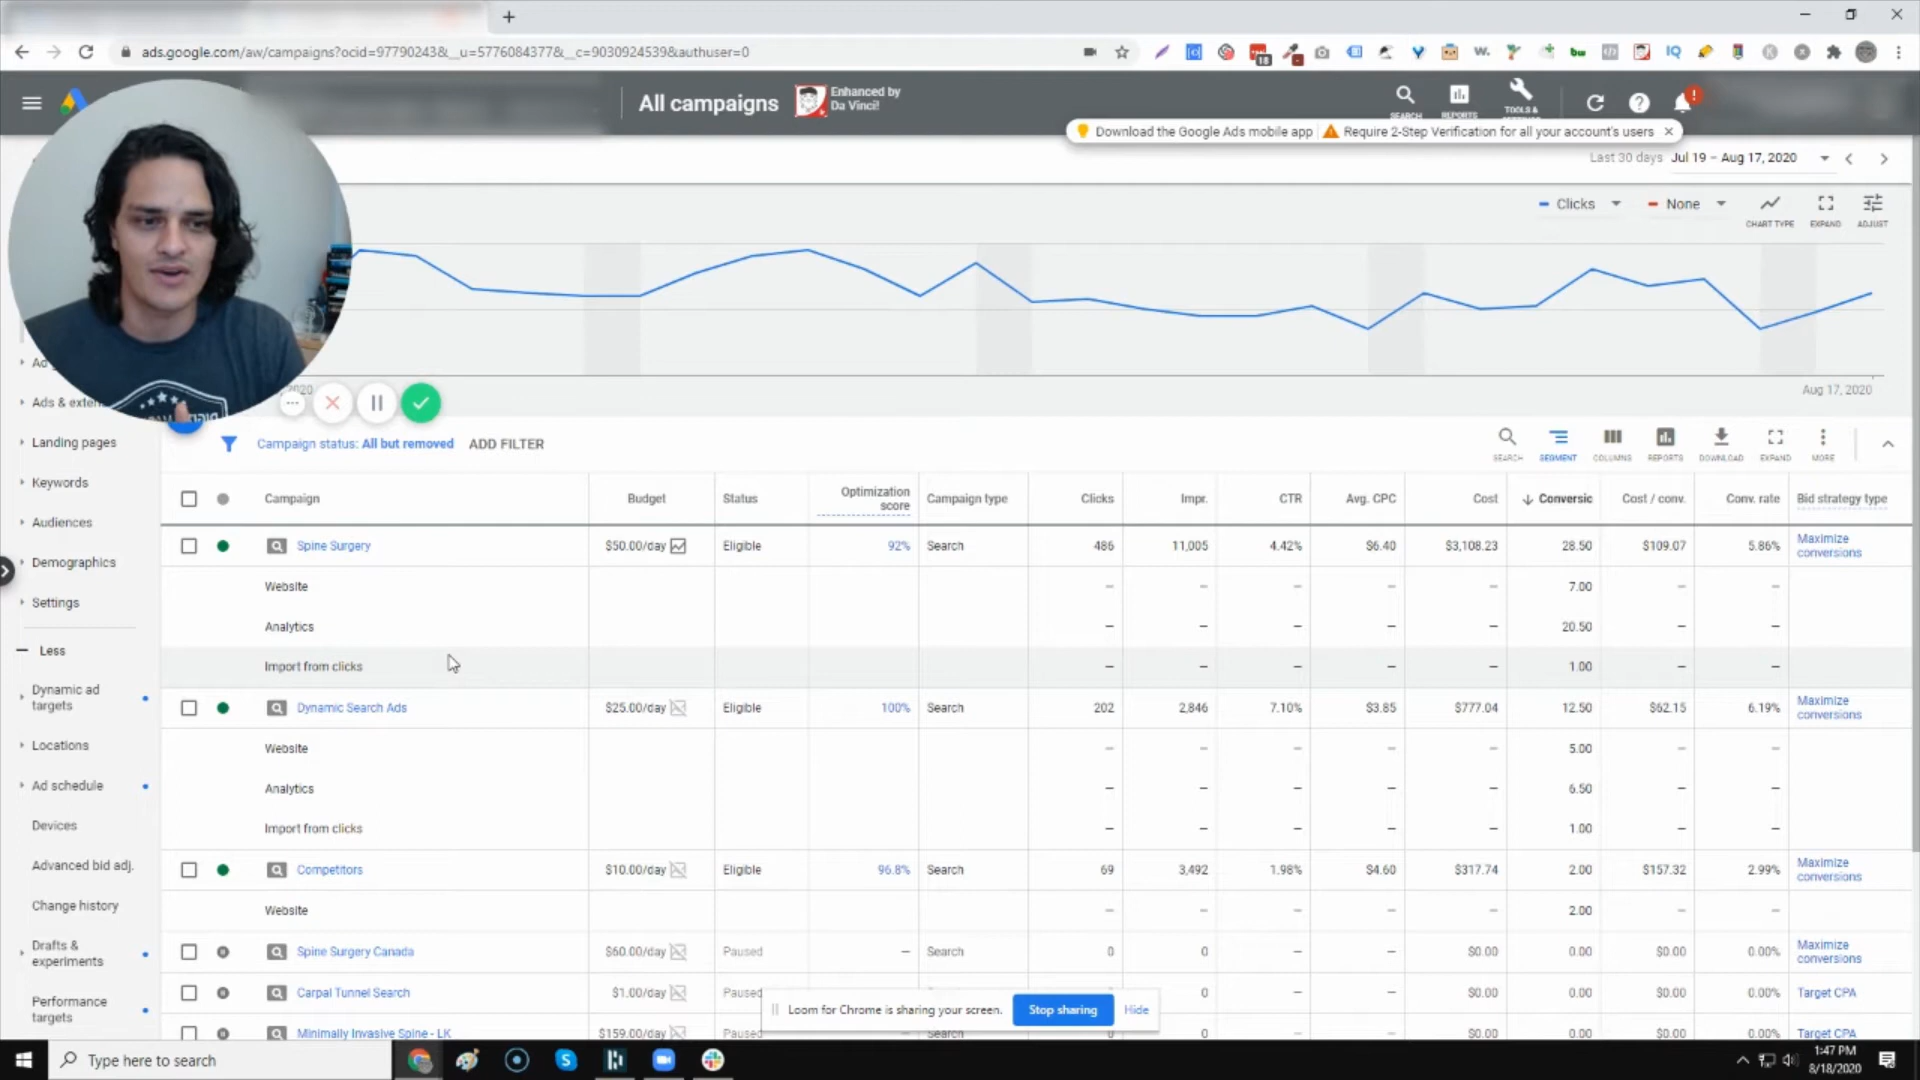 ads.google.com/aw/campaigns?ocid=97790243&__u=5776084377&__c=9030924539&authuser=0
18
All campaigns
Enhanced by
Da Vinci!
SEARCH
REPORTS
TOOLS &
Download the Google Ads mobile app
Require 2-Step Verification for all your account's users
Last 30 days Jul 19 – Aug 17, 2020
Clicks
None
CHART TYPE
EXPAND
ADJUST
2020
Aug 17, 2020
Ads & exten
Campaign status: All but removed ADD FILTER
SEARCH SEGMENT COLUMNS REPORTS DOWNLOAD EXPAND MORE
Landing pages
Keywords
Audiences
Demographics
Settings
Less
Dynamic ad
targets
Locations
Ad schedule
Devices
Advanced bid adj.
Change history
Drafts &
experiments
Performance
targets
Campaign Budget Status Optimization score Campaign type Clicks Impr. CTR Avg. CPC Cost Conversic Cost / conv. Conv. rate Bid strategy type
Spine Surgery $50.00/day Eligible 92% Search 486 11,005 4.42% $6.40 $3,108.23 28.50 $109.07 5.86% Maximize conversions
Website – – – – – 7.00 – –
Analytics – – – – – 20.50 – –
Import from clicks – – – – – 1.00 – –
Dynamic Search Ads $25.00/day Eligible 100% Search 202 2,846 7.10% $3.85 $777.04 12.50 $62.15 6.19% Maximize conversions
Website – – – – – 5.00 – –
Analytics – – – – – 6.50 – –
Import from clicks – – – – – 1.00 – –
Competitors $10.00/day Eligible 96.8% Search 69 3,492 1.98% $4.60 $317.74 2.00 $157.32 2.99% Maximize conversions
Website – – – – – 2.00 – –
Spine Surgery Canada $60.00/day Paused – Search 0 0 – – $0.00 0.00 $0.00 0.00% Maximize conversions
Carpal Tunnel Search $1.00/day Paused 0 – – $0.00 0.00 $0.00 0.00% Target CPA
Minimally Invasive Spine - LK $159.00/day Paused Search 0 0 – – $0.00 0.00 $0.00 0.00% Target CPA
Loom for Chrome is sharing your screen. Stop sharing Hide
Type here to search
1:47 PM
8/18/2020